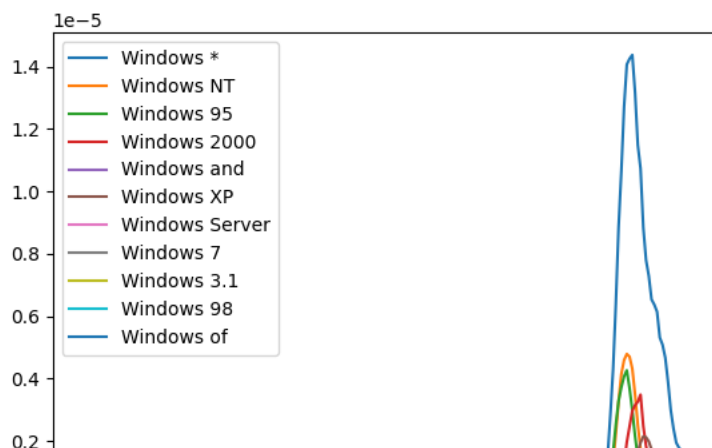 1e−5
1.4
1.2
1.0
0.8
0.6
0.4
0.2
Windows *
Windows NT
Windows 95
Windows 2000
Windows and
Windows XP
Windows Server
Windows 7
Windows 3.1
Windows 98
Windows of